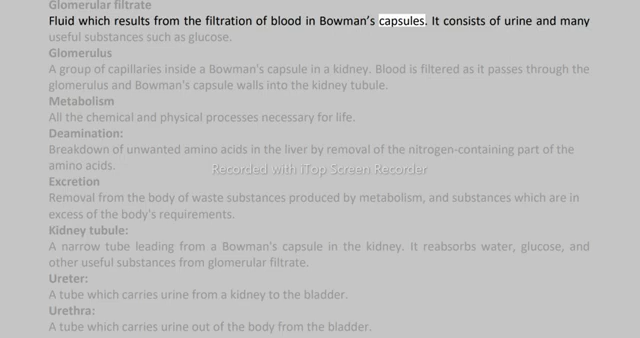 Glomerular filtrate
Fluid which results from the filtration of blood in Bowman’s capsules. It consists of urine and many
useful substances such as glucose.
Glomerulus
A group of capillaries inside a Bowman's capsule in a kidney. Blood is filtered as it passes through the
glomerulus and Bowman's capsule walls into the kidney tubule.
Metabolism
All the chemical and physical processes necessary for life.
Deamination:
Breakdown of unwanted amino acids in the liver by removal of the nitrogen-containing part of the
amino acids.
Recorded with iTop Screen Recorder
Excretion
Removal from the body of waste substances produced by metabolism, and substances which are in
excess of the body's requirements.
Kidney tubule:
A narrow tube leading from a Bowman's capsule in the kidney. It reabsorbs water, glucose, and
other useful substances from glomerular filtrate.
Ureter:
A tube which carries urine from a kidney to the bladder.
Urethra:
A tube which carries urine out of the body from the bladder.